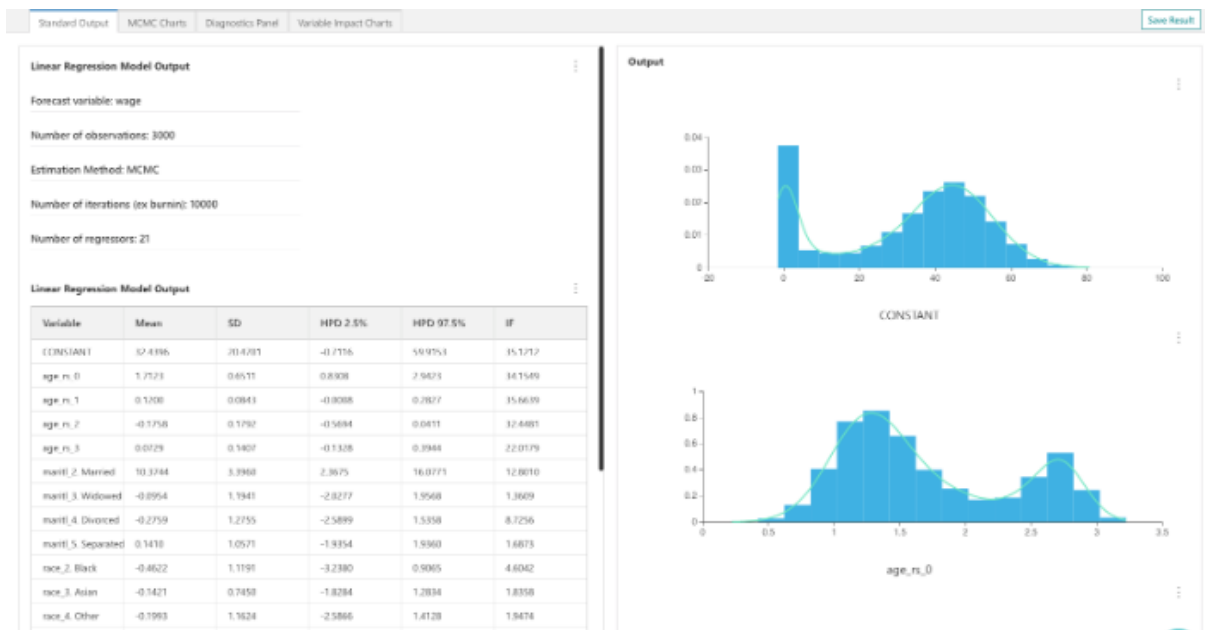 Standard Output MCMC Charts Diagnostics Panel Variable Impact Charts Save Result
Linear Regression Model Output
Forecast variable: wage
Number of observations: 3000
Estimation Method: MCMC
Number of iterations (ex burnin): 10000
Number of regressors: 21
Linear Regression Model Output
Variable Mean SD HPD 2.5% HPD 97.5% IF
CONSTANT 32.4396 20.4701 -0.7116 59.9153 35.1212
age_rs_0 1.7123 0.6511 0.8308 2.9423 34.1549
age_rs_1 0.1200 0.0843 -0.0008 0.2827 35.6639
age_rs_2 -0.1758 0.1792 -0.5694 0.0411 32.4481
age_rs_3 0.0729 0.1407 -0.1328 0.3944 22.0179
maritl_2. Married 10.3744 3.3960 2.3675 16.0771 12.8010
maritl_3. Widowed -0.0954 1.1941 -2.0277 1.9568 1.3609
maritl_4. Divorced -0.2759 1.2755 -2.5899 1.5358 8.7256
maritl_5. Separated 0.1410 1.0571 -1.9354 1.9360 1.6873
race_2. Black -0.4622 1.1191 -3.2380 0.9065 4.6042
race_3. Asian -0.1421 0.7450 -1.8284 1.2834 1.8358
race_4. Other -0.1993 1.1624 -2.5866 1.4128 1.9474
Output
0.04
0.03
0.02
0.01
0
20 0 20 40 60 80 100
CONSTANT
1
0.8
0.6
0.4
0.2
0
0 0.5 1 1.5 2 2.5 3 3.5
age_rs_0